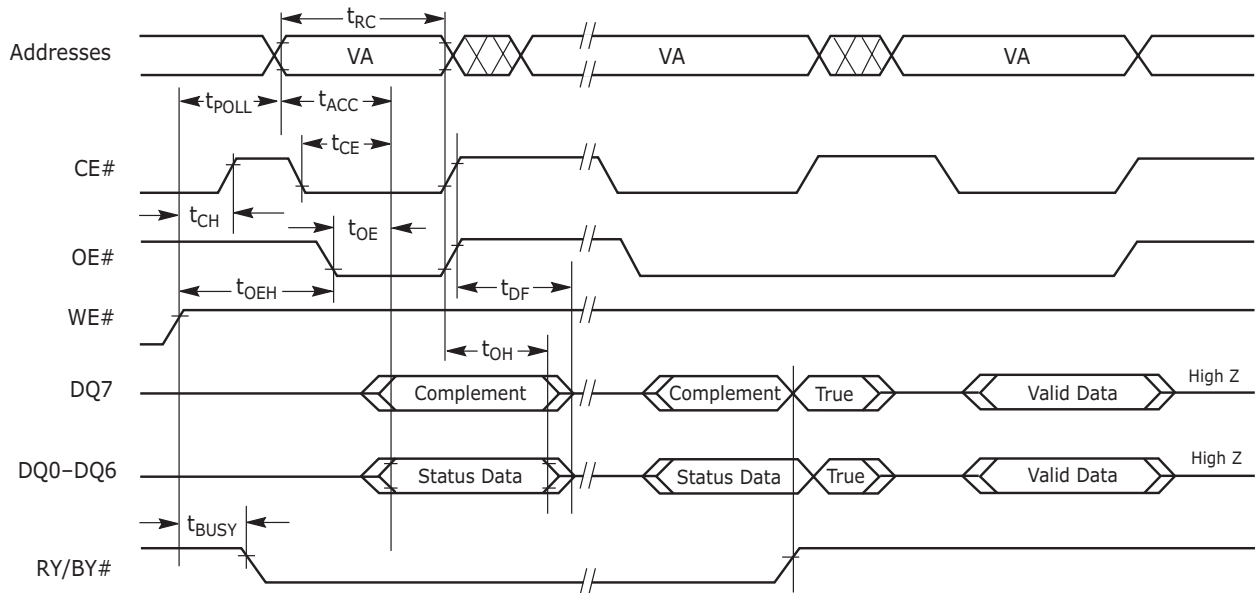 tRC
Addresses VA VA VA
tPOLL tACC
tCE
CE#
tCH tOE
OE#
tOEH tDF
WE#
tOH
DQ7 Complement Complement True Valid Data High Z
DQ0–DQ6 Status Data Status Data True Valid Data High Z
tBUSY
RY/BY#